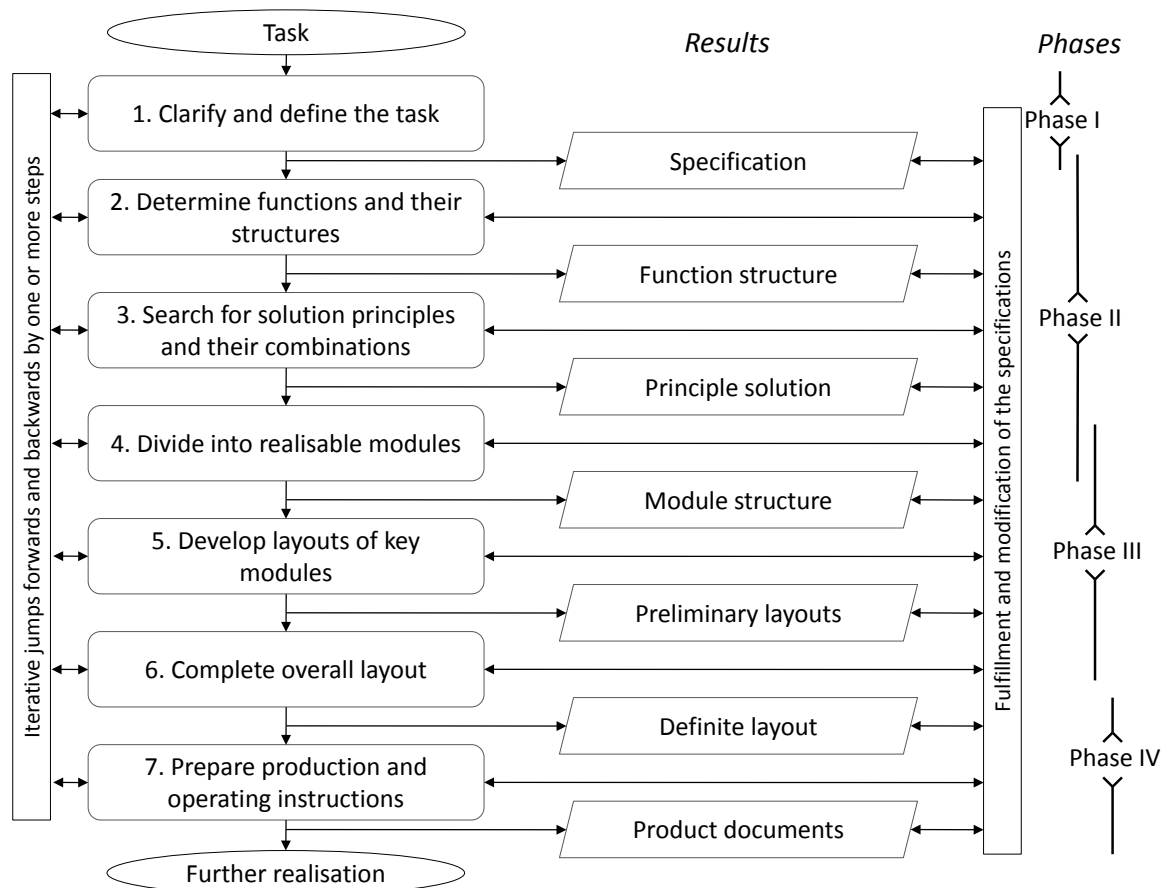 Task
Results
Phases
Iterative jumps forwards and backwards by one or more steps
1. Clarify and define the task
Phase I
Specification
2. Determine functions and their
structures
Function structure
3. Search for solution principles
and their combinations
Phase II
Principle solution
4. Divide into realisable modules
Module structure
5. Develop layouts of key
modules
Phase III
Preliminary layouts
6. Complete overall layout
Definite layout
7. Prepare production and
operating instructions
Phase IV
Product documents
Further realisation
Fulfillment and modification of the specifications